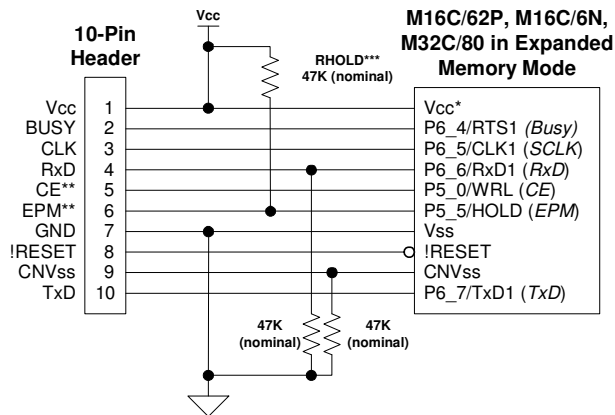 Vcc
10-Pin
Header
M16C/62P, M16C/6N,
M32C/80 in Expanded
Memory Mode
RHOLD***
47K (nominal)
Vcc 1 Vcc*
BUSY 2 P6_4/RTS1 (Busy)
CLK 3 P6_5/CLK1 (SCLK)
RxD 4 P6_6/RxD1 (RxD)
CE** 5 P5_0/WRL (CE)
EPM** 6 P5_5/HOLD (EPM)
GND 7 Vss
!RESET 8 !RESET
CNVss 9 CNVss
TxD 10 P6_7/TxD1 (TxD)
47K 47K
(nominal) (nominal)